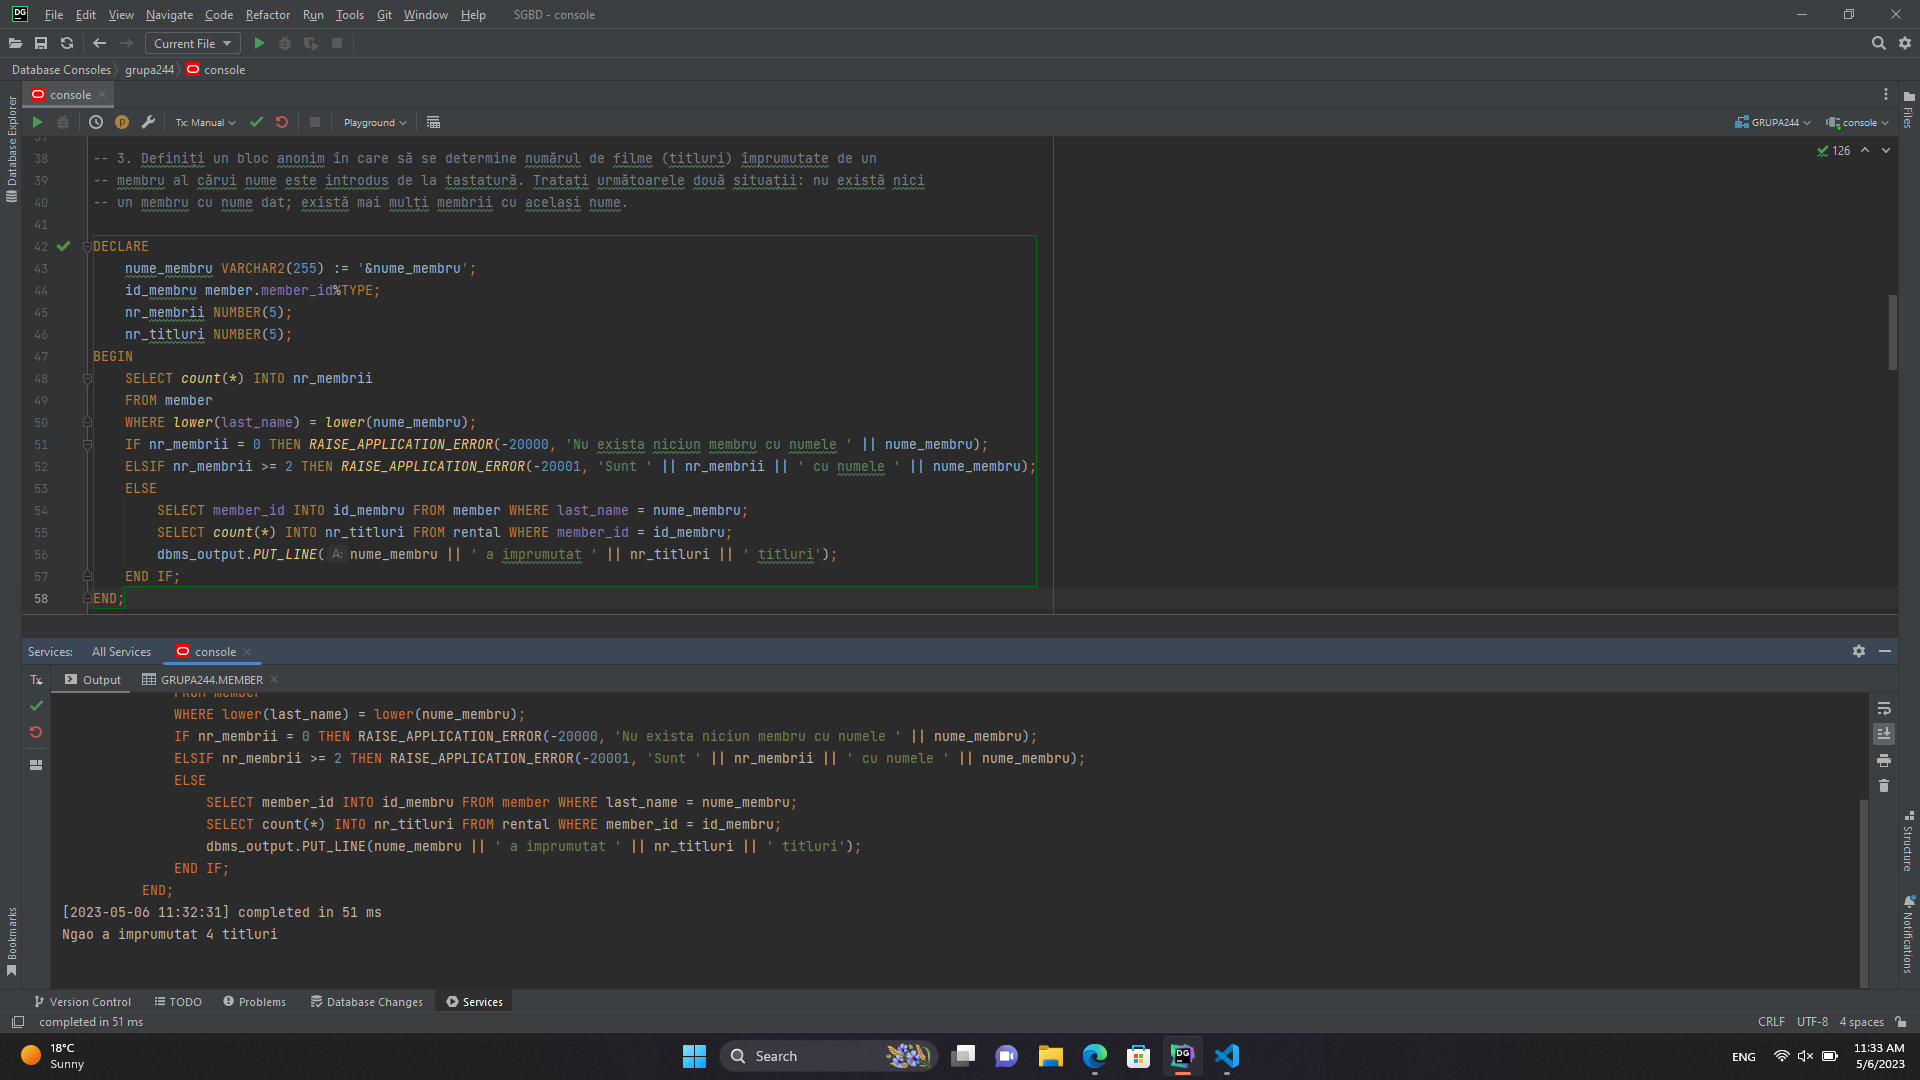 DG File Edit View Navigate Code Refactor Run Tools Git Window Help SGBD - console
Current File
Database Consoles grupa244 console
console
Tx: Manual Playground GRUPA244 console
Database Explorer
Files
37
38 -- 3. Definiți un bloc anonim în care să se determine numărul de filme (titluri) împrumutate de un
126
39 -- membru al cărui nume este introdus de la tastatură. Tratați următoarele două situații: nu există nici
40 -- un membru cu nume dat; există mai mulți membrii cu același nume.
41
42 DECLARE
43 nume_membru VARCHAR2(255) := '&nume_membru';
44 id_membru member.member_id%TYPE;
45 nr_membrii NUMBER(5);
46 nr_titluri NUMBER(5);
47 BEGIN
48 SELECT count(*) INTO nr_membrii
49 FROM member
50 WHERE lower(last_name) = lower(nume_membru);
51 IF nr_membrii = 0 THEN RAISE_APPLICATION_ERROR(-20000, 'Nu exista niciun membru cu numele ' || nume_membru);
52 ELSIF nr_membrii >= 2 THEN RAISE_APPLICATION_ERROR(-20001, 'Sunt ' || nr_membrii || ' cu numele ' || nume_membru);
53 ELSE
54 SELECT member_id INTO id_membru FROM member WHERE last_name = nume_membru;
55 SELECT count(*) INTO nr_titluri FROM rental WHERE member_id = id_membru;
56 dbms_output.PUT_LINE( A: nume_membru || ' a imprumutat ' || nr_titluri || ' titluri');
57 END IF;
58 END;
Services: All Services console
Tx Output GRUPA244.MEMBER
FROM member
WHERE lower(last_name) = lower(nume_membru);
IF nr_membrii = 0 THEN RAISE_APPLICATION_ERROR(-20000, 'Nu exista niciun membru cu numele ' || nume_membru);
ELSIF nr_membrii >= 2 THEN RAISE_APPLICATION_ERROR(-20001, 'Sunt ' || nr_membrii || ' cu numele ' || nume_membru);
ELSE
SELECT member_id INTO id_membru FROM member WHERE last_name = nume_membru;
SELECT count(*) INTO nr_titluri FROM rental WHERE member_id = id_membru;
dbms_output.PUT_LINE(nume_membru || ' a imprumutat ' || nr_titluri || ' titluri');
END IF;
END;
[2023-05-06 11:32:31] completed in 51 ms
Ngao a imprumutat 4 titluri
Structure
Bookmarks
Notifications
Version Control TODO Problems Database Changes Services
completed in 51 ms CRLF UTF-8 4 spaces
18°C
Sunny
Search
DG
ENG
11:33 AM
5/6/2023